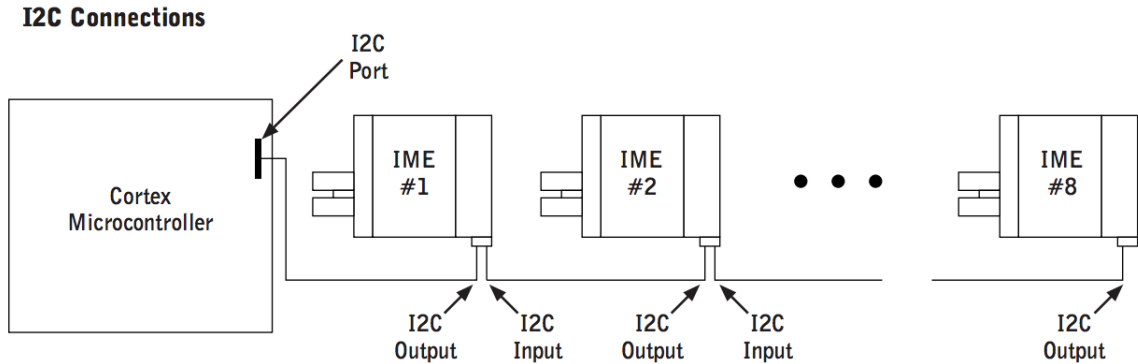 I2C Connections
I2C
Port
Cortex
Microcontroller
IME
#1
IME
#2
IME
#8
I2C
Output
I2C
Input
I2C
Output
I2C
Input
I2C
Output